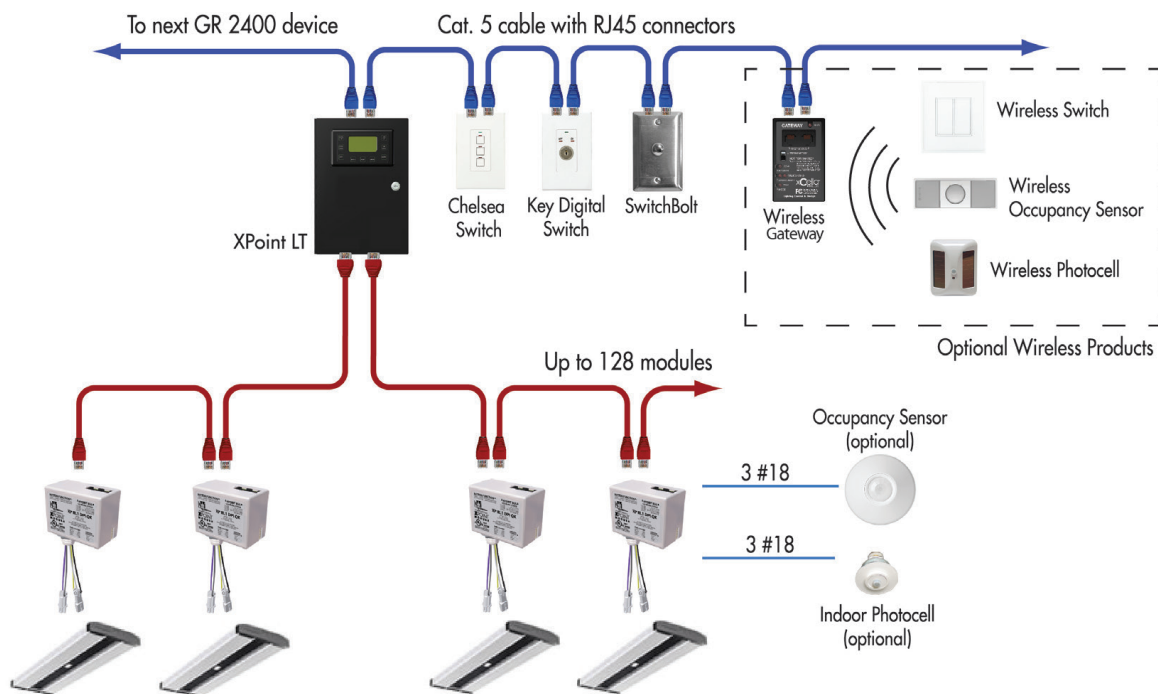 To next GR 2400 device
Cat. 5 cable with RJ45 connectors
XPoint LT
Chelsea
Switch
Key Digital
Switch
SwitchBolt
GATEWAY
Wireless
Gateway
Wireless Switch
Wireless
Occupancy Sensor
Wireless Photocell
Optional Wireless Products
Up to 128 modules
Occupancy Sensor
(optional)
3 #18
3 #18
Indoor Photocell
(optional)